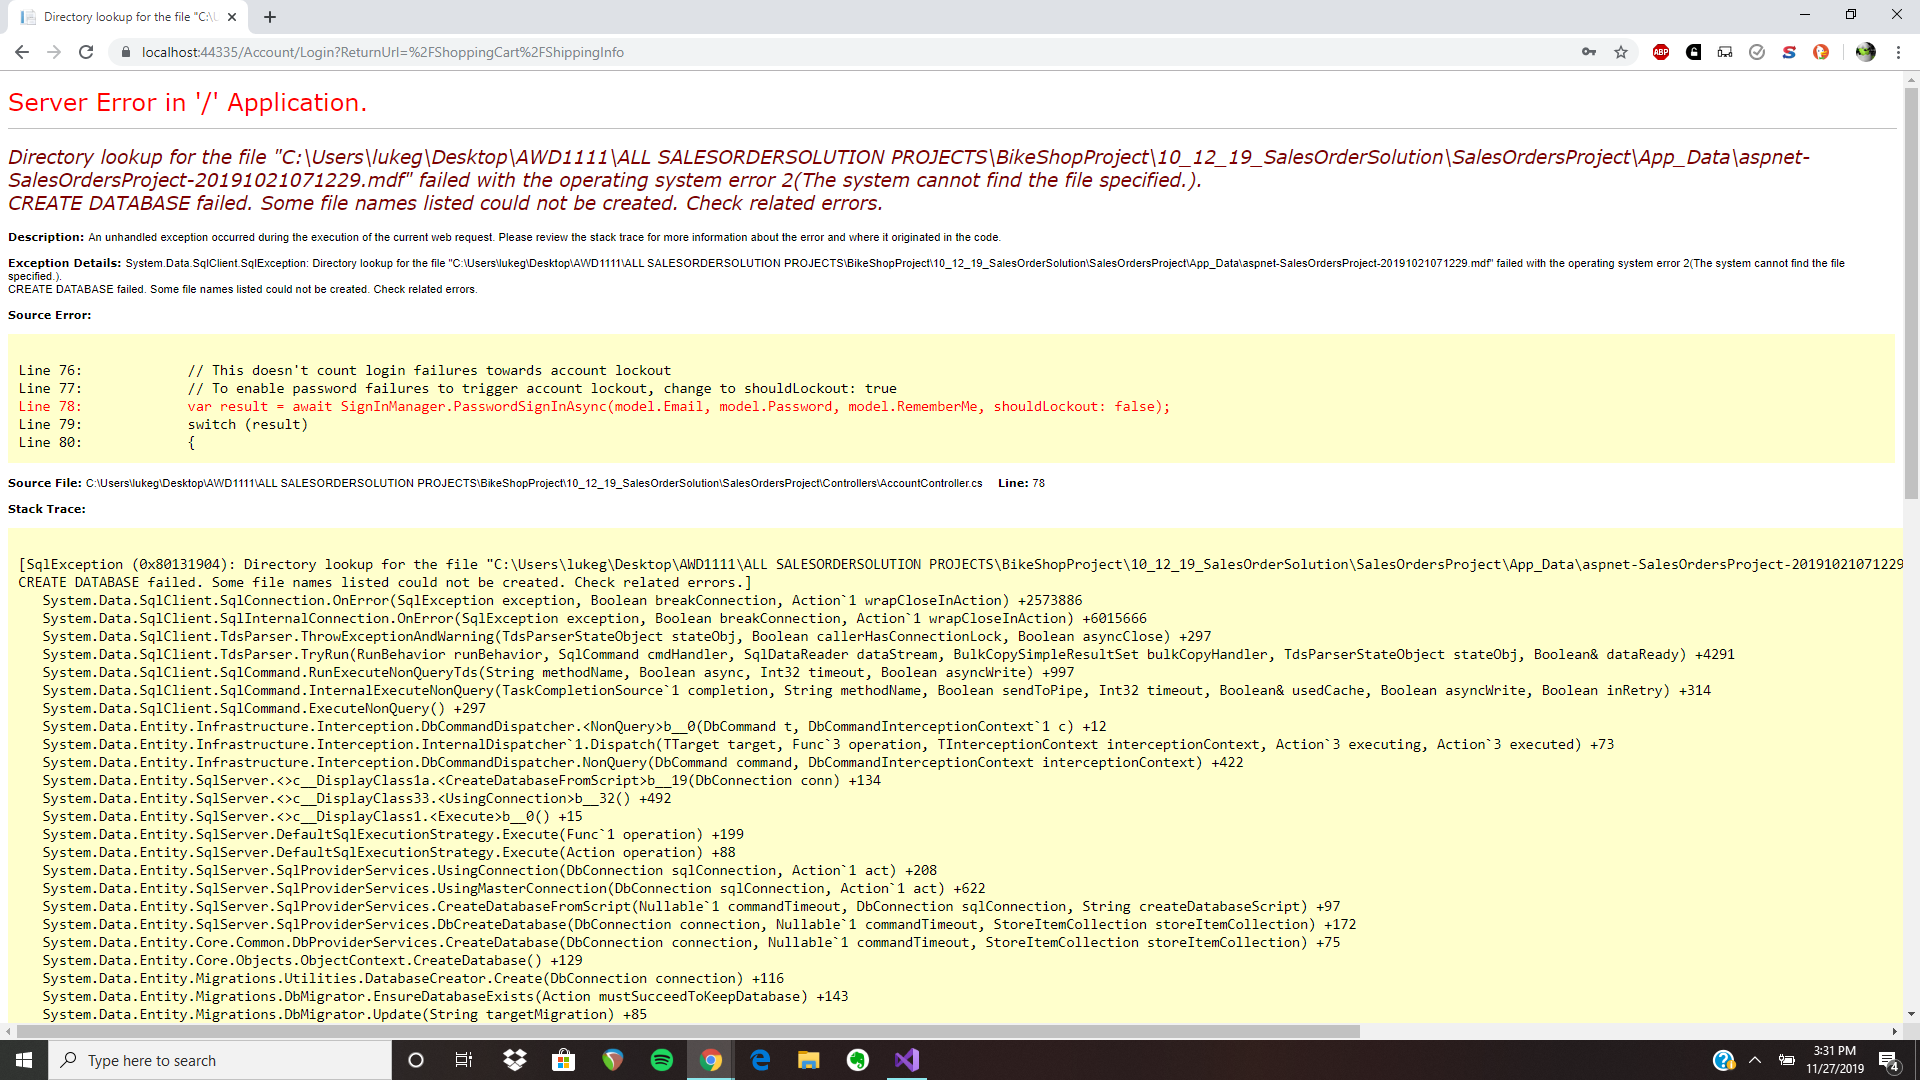 Directory lookup for the file "C:\U
localhost:44335/Account/Login?ReturnUrl=%2FShoppingCart%2FShippingInfo
ABP
Server Error in '/' Application.
Directory lookup for the file "C:\Users\lukeg\Desktop\AWD1111\ALL SALESORDERSOLUTION PROJECTS\BikeShopProject\10_12_19_SalesOrderSolution\SalesOrdersProject\App_Data\aspnet-
SalesOrdersProject-20191021071229.mdf" failed with the operating system error 2(The system cannot find the file specified.).
CREATE DATABASE failed. Some file names listed could not be created. Check related errors.
Description: An unhandled exception occurred during the execution of the current web request. Please review the stack trace for more information about the error and where it originated in the code.
Exception Details: System.Data.SqlClient.SqlException: Directory lookup for the file "C:\Users\lukeg\Desktop\AWD1111\ALL SALESORDERSOLUTION PROJECTS\BikeShopProject\10_12_19_SalesOrderSolution\SalesOrdersProject\App_Data\aspnet-SalesOrdersProject-20191021071229.mdf" failed with the operating system error 2(The system cannot find the file
specified.).
CREATE DATABASE failed. Some file names listed could not be created. Check related errors.
Source Error:
Line 76: // This doesn't count login failures towards account lockout
Line 77: // To enable password failures to trigger account lockout, change to shouldLockout: true
Line 78: var result = await SignInManager.PasswordSignInAsync(model.Email, model.Password, model.RememberMe, shouldLockout: false);
Line 79: switch (result)
Line 80: {
Source File: C:\Users\lukeg\Desktop\AWD1111\ALL SALESORDERSOLUTION PROJECTS\BikeShopProject\10_12_19_SalesOrderSolution\SalesOrdersProject\Controllers\AccountController.cs Line: 78
Stack Trace:
[SqlException (0x80131904): Directory lookup for the file "C:\Users\lukeg\Desktop\AWD1111\ALL SALESORDERSOLUTION PROJECTS\BikeShopProject\10_12_19_SalesOrderSolution\SalesOrdersProject\App_Data\aspnet-SalesOrdersProject-20191021071229
CREATE DATABASE failed. Some file names listed could not be created. Check related errors.]
System.Data.SqlClient.SqlConnection.OnError(SqlException exception, Boolean breakConnection, Action`1 wrapCloseInAction) +2573886
System.Data.SqlClient.SqlInternalConnection.OnError(SqlException exception, Boolean breakConnection, Action`1 wrapCloseInAction) +6015666
System.Data.SqlClient.TdsParser.ThrowExceptionAndWarning(TdsParserStateObject stateObj, Boolean callerHasConnectionLock, Boolean asyncClose) +297
System.Data.SqlClient.TdsParser.TryRun(RunBehavior runBehavior, SqlCommand cmdHandler, SqlDataReader dataStream, BulkCopySimpleResultSet bulkCopyHandler, TdsParserStateObject stateObj, Boolean& dataReady) +4291
System.Data.SqlClient.SqlCommand.RunExecuteNonQueryTds(String methodName, Boolean async, Int32 timeout, Boolean asyncWrite) +997
System.Data.SqlClient.SqlCommand.InternalExecuteNonQuery(TaskCompletionSource`1 completion, String methodName, Boolean sendToPipe, Int32 timeout, Boolean& usedCache, Boolean asyncWrite, Boolean inRetry) +314
System.Data.SqlClient.SqlCommand.ExecuteNonQuery() +297
System.Data.Entity.Infrastructure.Interception.DbCommandDispatcher.<NonQuery>b__0(DbCommand t, DbCommandInterceptionContext`1 c) +12
System.Data.Entity.Infrastructure.Interception.InternalDispatcher`1.Dispatch(TTarget target, Func`3 operation, TInterceptionContext interceptionContext, Action`3 executing, Action`3 executed) +73
System.Data.Entity.Infrastructure.Interception.DbCommandDispatcher.NonQuery(DbCommand command, DbCommandInterceptionContext interceptionContext) +422
System.Data.Entity.SqlServer.<>c__DisplayClass1a.<CreateDatabaseFromScript>b__19(DbConnection conn) +134
System.Data.Entity.SqlServer.<>c__DisplayClass33.<UsingConnection>b__32() +492
System.Data.Entity.SqlServer.<>c__DisplayClass1.<Execute>b__0() +15
System.Data.Entity.SqlServer.DefaultSqlExecutionStrategy.Execute(Func`1 operation) +199
System.Data.Entity.SqlServer.DefaultSqlExecutionStrategy.Execute(Action operation) +88
System.Data.Entity.SqlServer.SqlProviderServices.UsingConnection(DbConnection sqlConnection, Action`1 act) +208
System.Data.Entity.SqlServer.SqlProviderServices.UsingMasterConnection(DbConnection sqlConnection, Action`1 act) +622
System.Data.Entity.SqlServer.SqlProviderServices.CreateDatabaseFromScript(Nullable`1 commandTimeout, DbConnection sqlConnection, String createDatabaseScript) +97
System.Data.Entity.SqlServer.SqlProviderServices.DbCreateDatabase(DbConnection connection, Nullable`1 commandTimeout, StoreItemCollection storeItemCollection) +172
System.Data.Entity.Core.Common.DbProviderServices.CreateDatabase(DbConnection connection, Nullable`1 commandTimeout, StoreItemCollection storeItemCollection) +75
System.Data.Entity.Core.Objects.ObjectContext.CreateDatabase() +129
System.Data.Entity.Migrations.Utilities.DatabaseCreator.Create(DbConnection connection) +116
System.Data.Entity.Migrations.DbMigrator.EnsureDatabaseExists(Action mustSucceedToKeepDatabase) +143
System.Data.Entity.Migrations.DbMigrator.Update(String targetMigration) +85
Type here to search
3:31 PM
11/27/2019
4